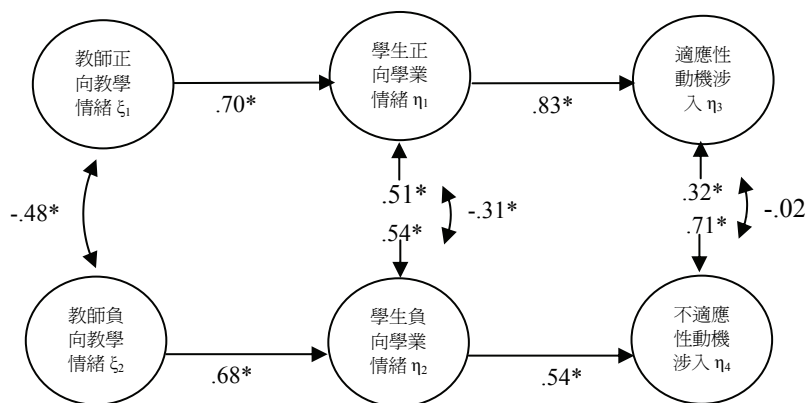 教師正
向教學
情緒 ξ₁
學生正
向學業
情緒 η₁
適應性
動機涉
入 η₃
.70*
.83*
-.48*
.51*
.54*
-.31*
.32*
.71*
-.02
教師負
向教學
情緒 ξ₂
學生負
向學業
情緒 η₂
不適應
性動機
涉入 η₄
.68*
.54*